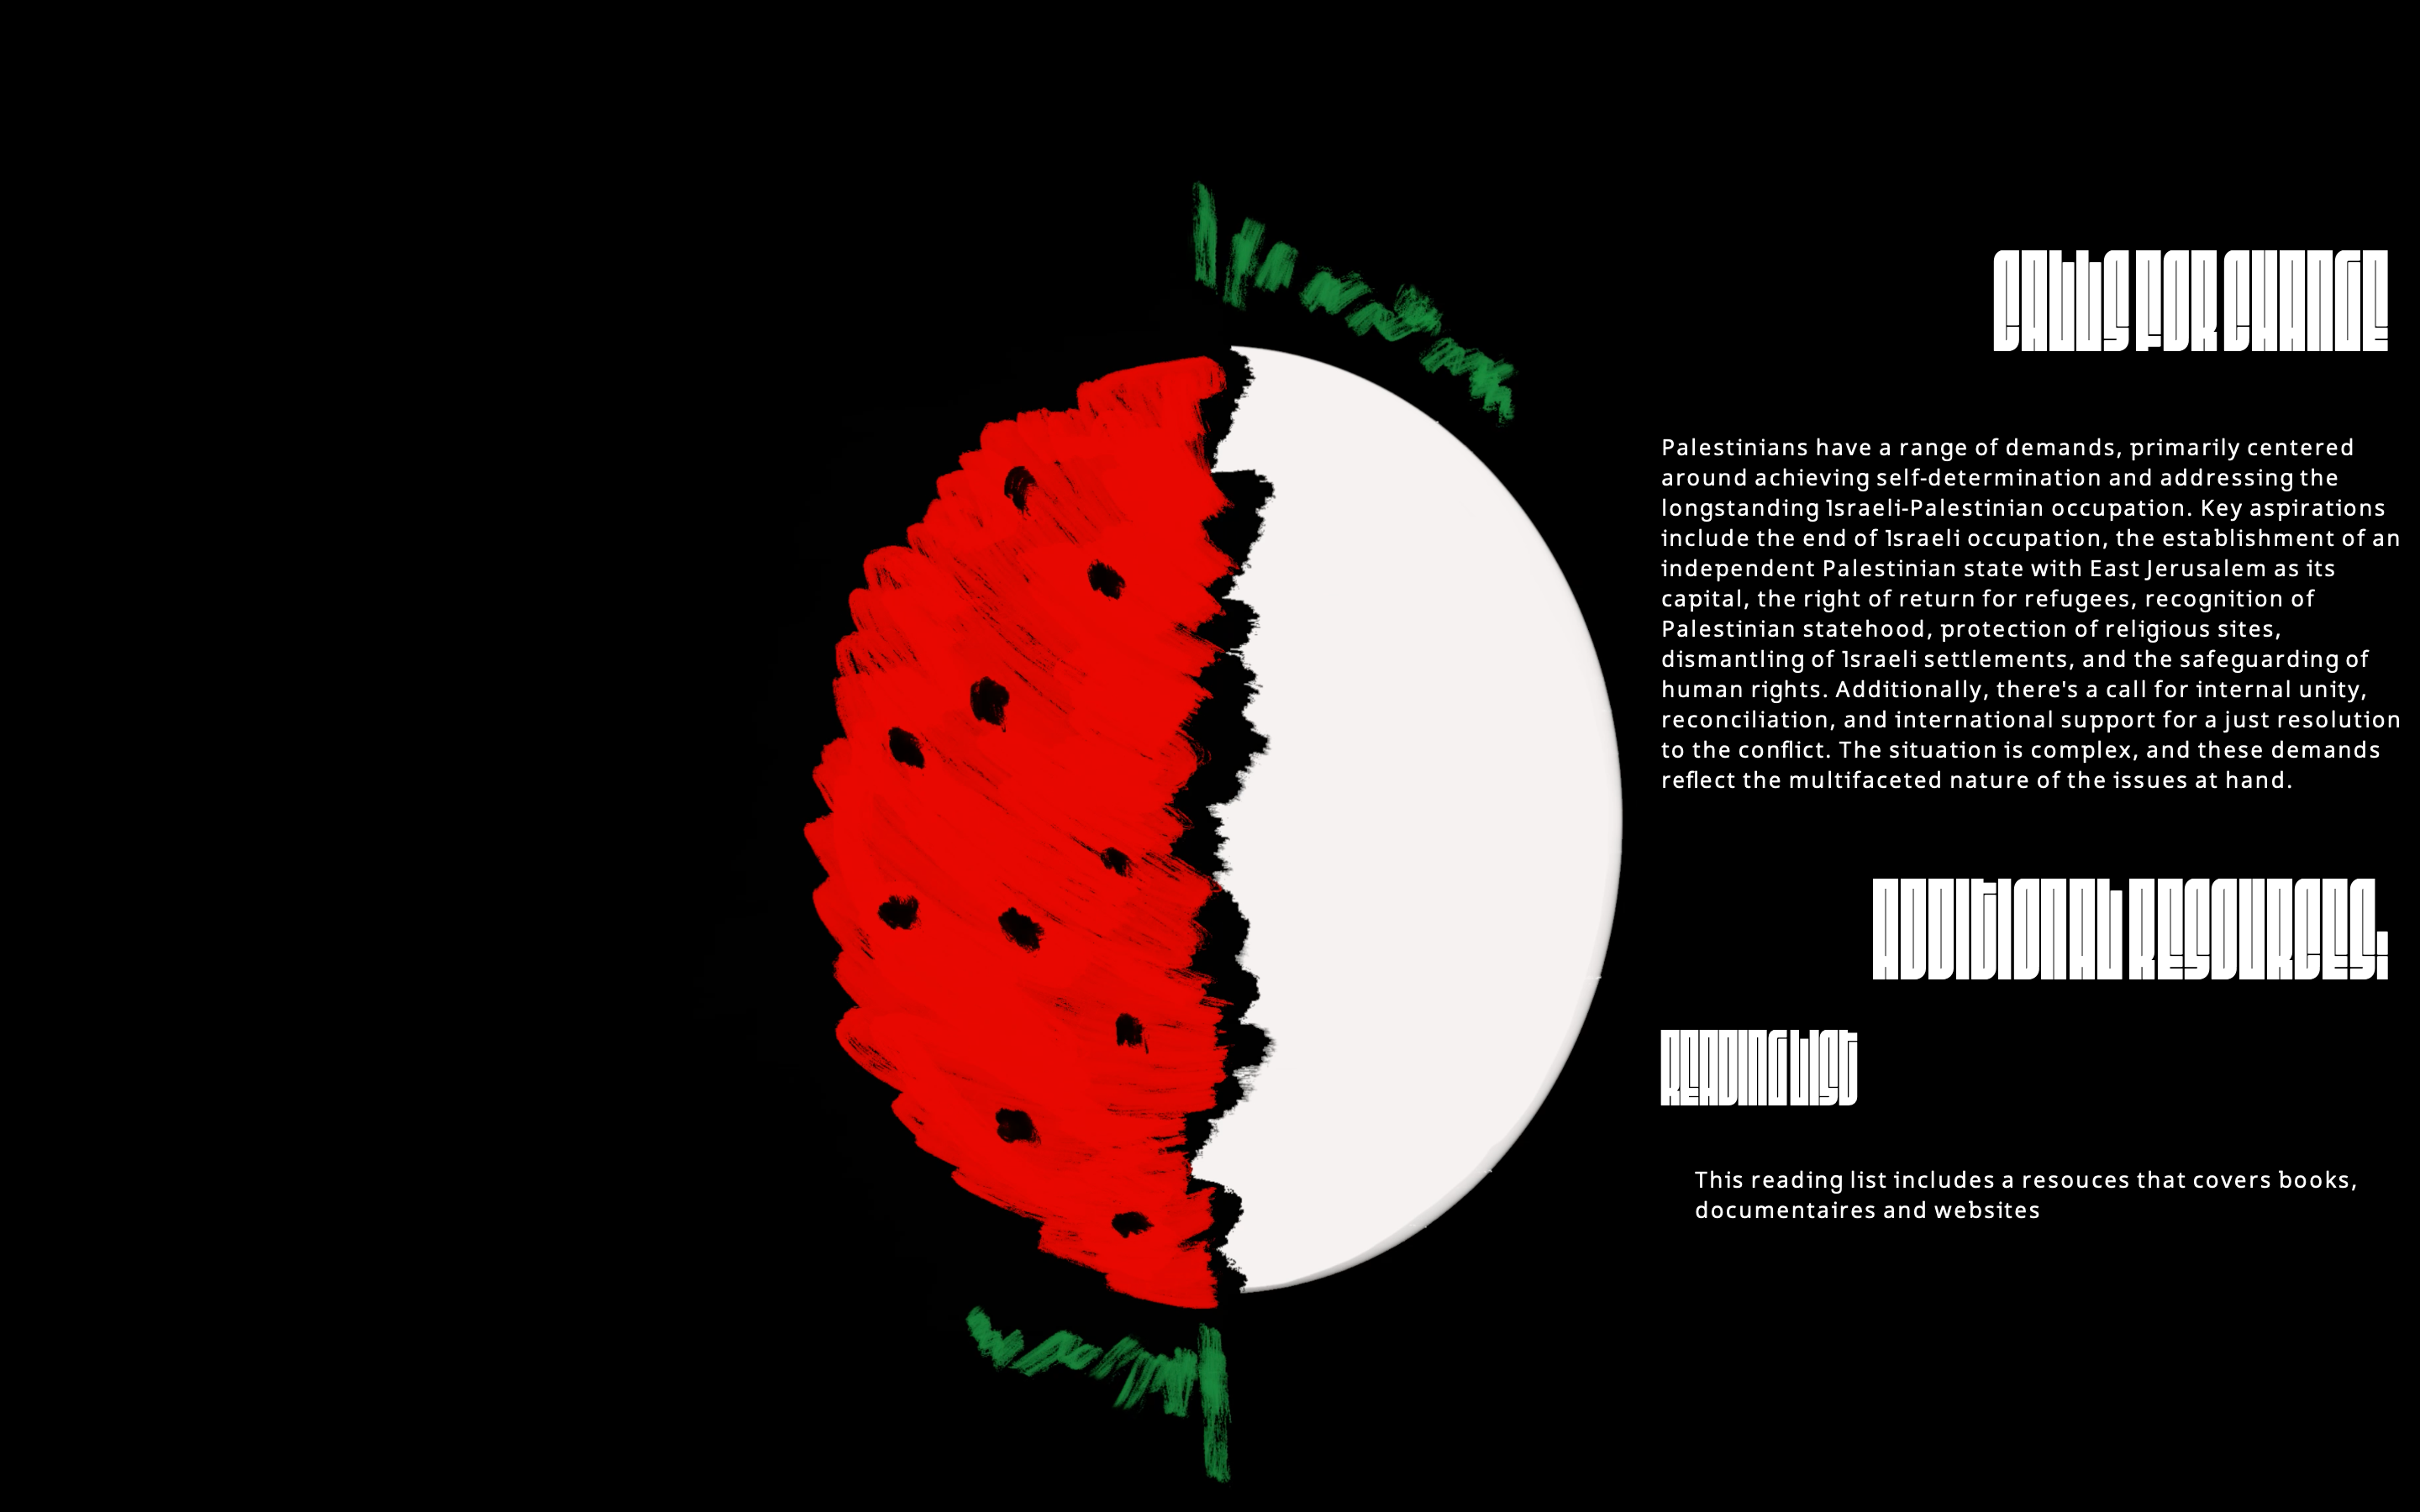 CALLS FOR CHANGE
Palestinians have a range of demands, primarily centered
around achieving self-determination and addressing the
longstanding Israeli-Palestinian occupation. Key aspirations
include the end of Israeli occupation, the establishment of an
independent Palestinian state with East Jerusalem as its
capital, the right of return for refugees, recognition of
Palestinian statehood, protection of religious sites,
dismantling of Israeli settlements, and the safeguarding of
human rights. Additionally, there's a call for internal unity,
reconciliation, and international support for a just resolution
to the conflict. The situation is complex, and these demands
reflect the multifaceted nature of the issues at hand.
ADDITIONAL RESOURCES:
READING LIST
This reading list includes a resouces that covers books,
documentaires and websites